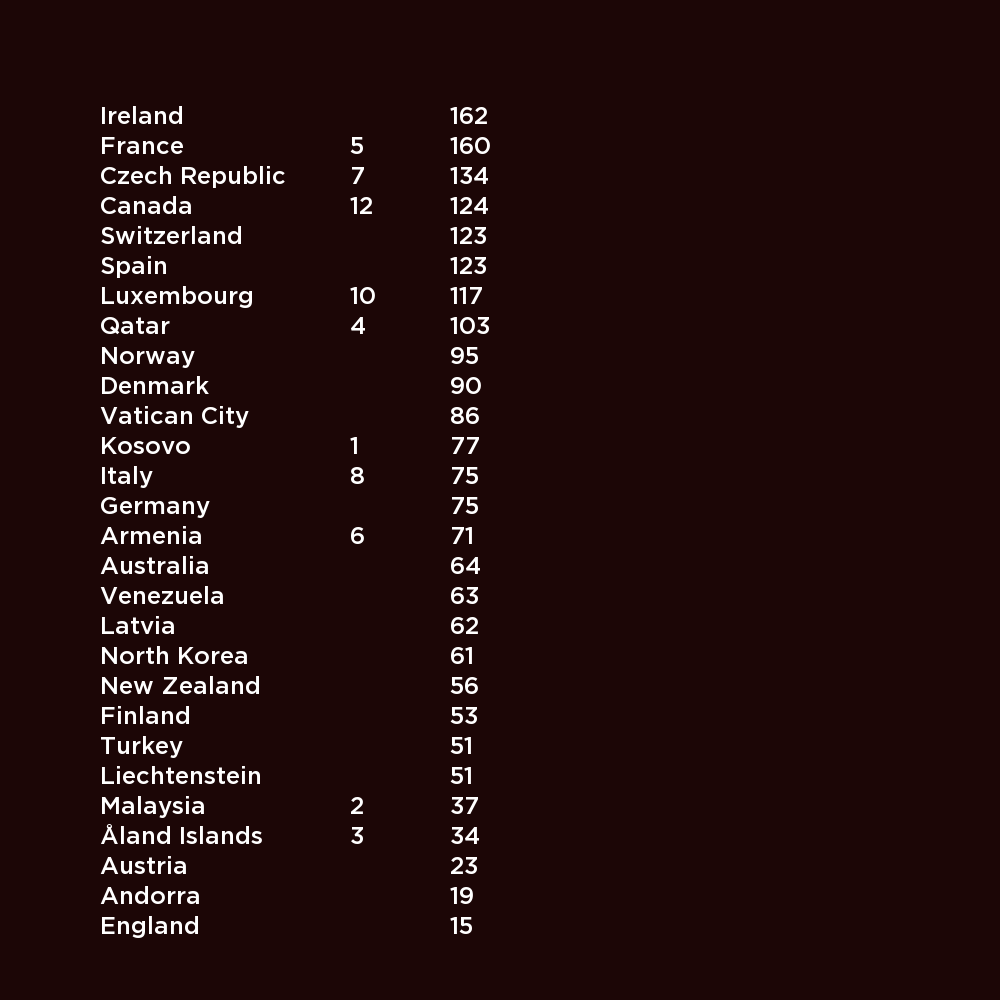 Ireland 162
France 5 160
Czech Republic 7 134
Canada 12 124
Switzerland 123
Spain 123
Luxembourg 10 117
Qatar 4 103
Norway 95
Denmark 90
Vatican City 86
Kosovo 1 77
Italy 8 75
Germany 75
Armenia 6 71
Australia 64
Venezuela 63
Latvia 62
North Korea 61
New Zealand 56
Finland 53
Turkey 51
Liechtenstein 51
Malaysia 2 37
Åland Islands 3 34
Austria 23
Andorra 19
England 15